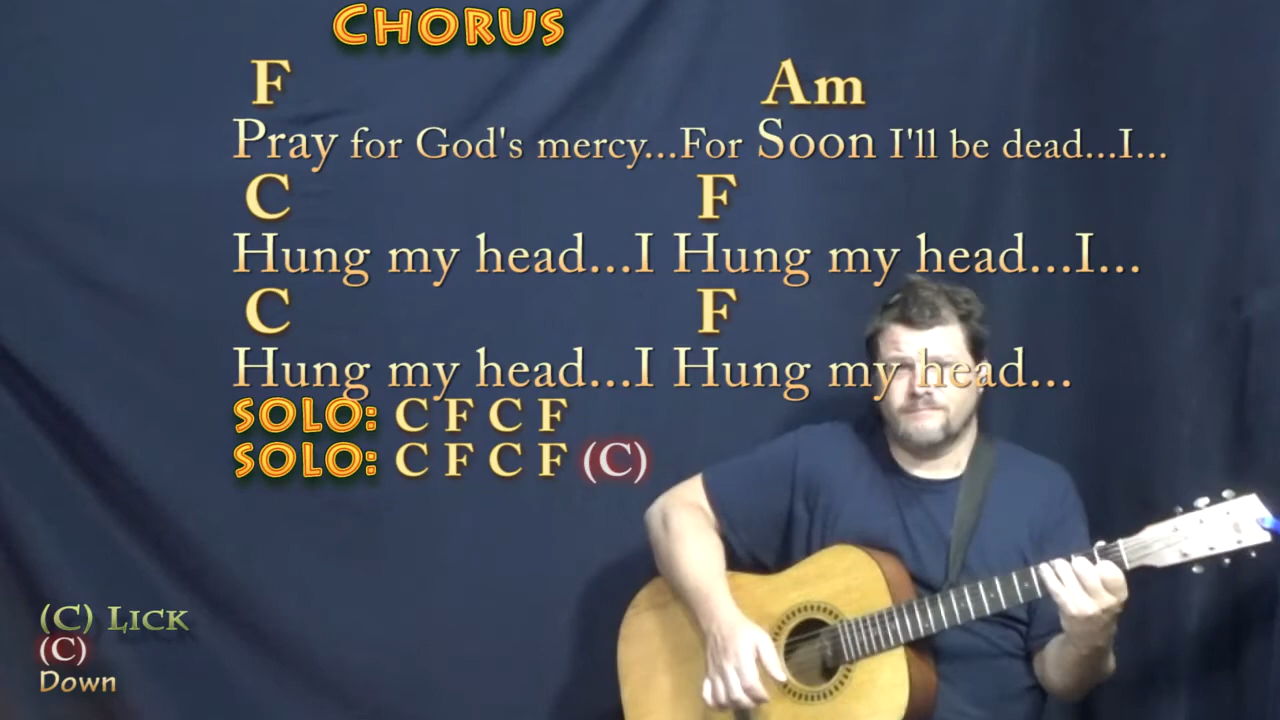 CHORUS
F Am
Pray for God's mercy...For Soon I'll be dead...I...
C F
Hung my head...I Hung my head...I...
C F
Hung my head...I Hung my head...
SOLO: C F C F
SOLO: C F C F (C)
(C) LICK
(C)
Down